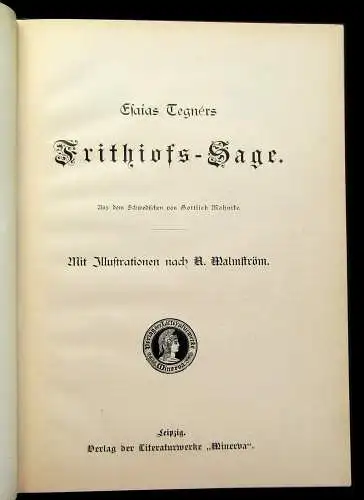 Esaias Tegnérs
Frithiofs-Sage.
Aus dem Schwedischen von Gottlieb Mohnike.
Mit Illustrationen nach A. Malmström.
Leipzig.
Verlag der Literaturwerke „Minerva“.